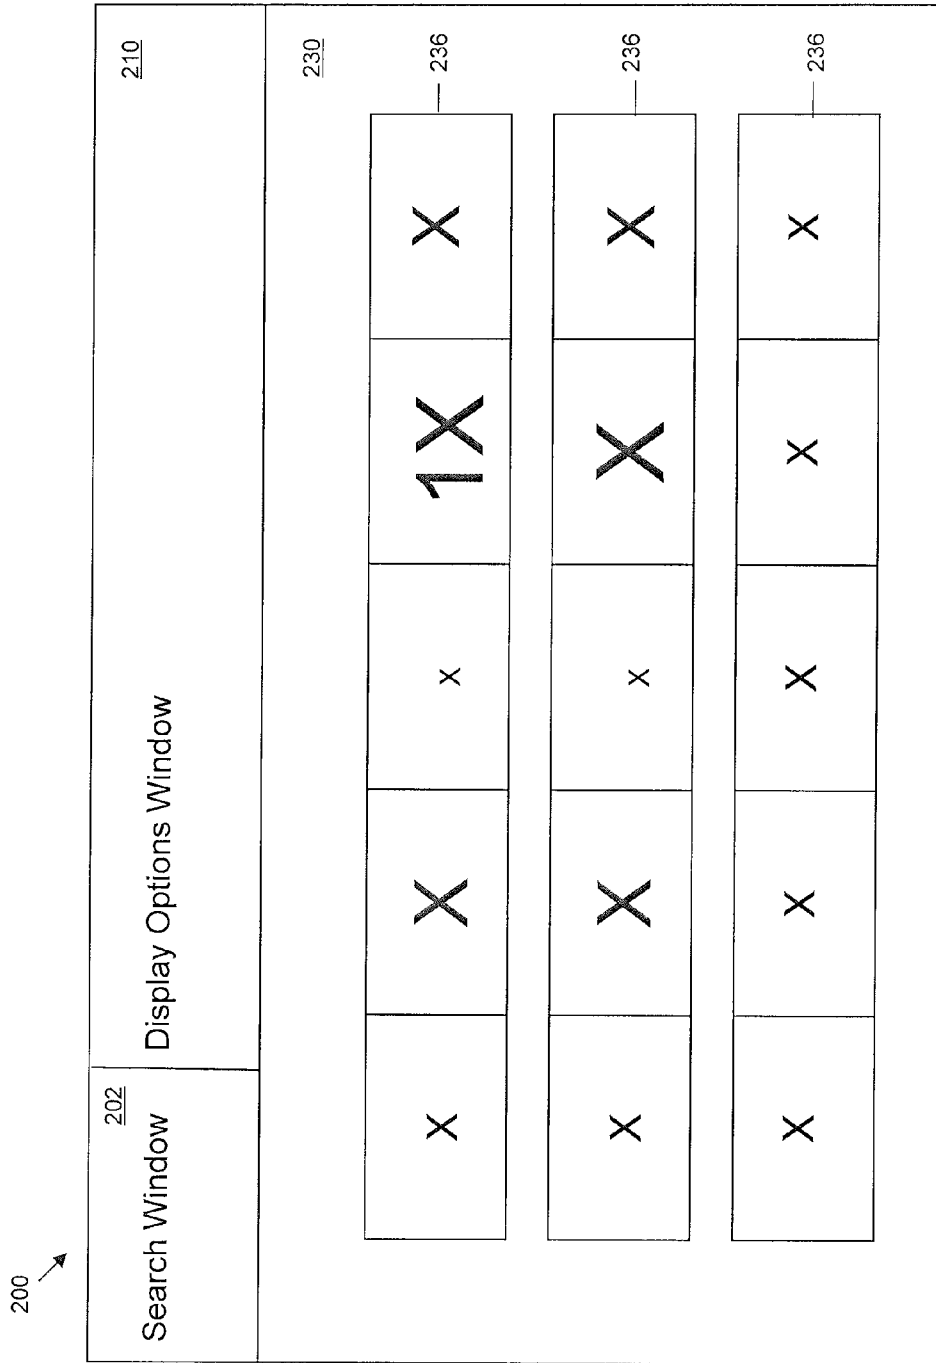 200
Search Window 202
Display Options Window 210
230
X X X 1X X 236
X X X X X 236
X X X X X 236